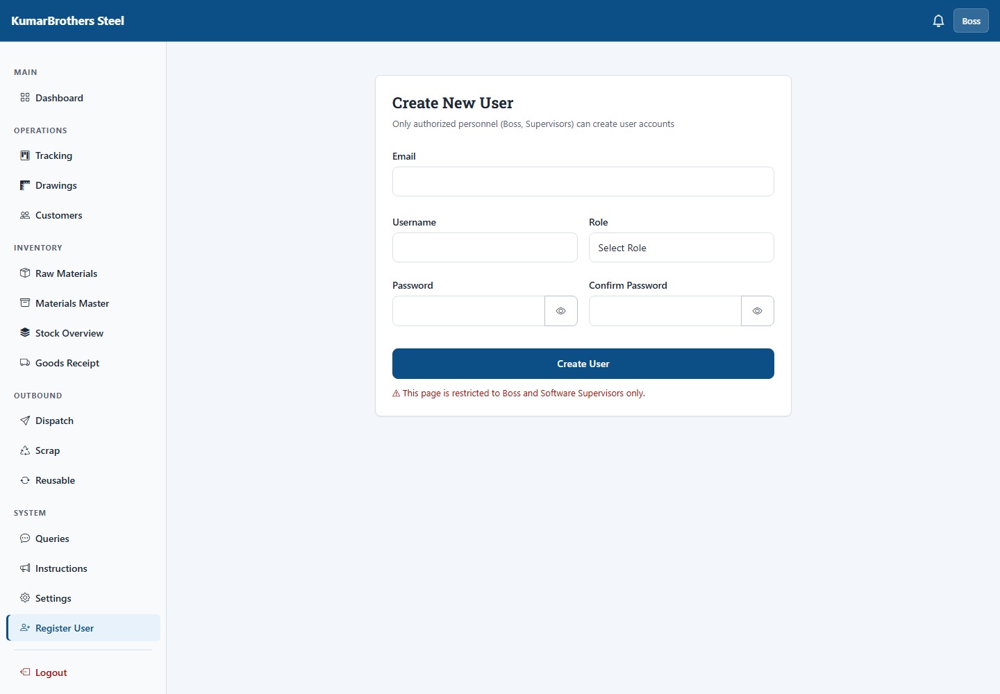 KumarBrothers Steel
Boss
MAIN
Dashboard
OPERATIONS
Tracking
Drawings
Customers
INVENTORY
Raw Materials
Materials Master
Stock Overview
Goods Receipt
OUTBOUND
Dispatch
Scrap
Reusable
SYSTEM
Queries
Instructions
Settings
Register User
Logout
Create New User
Only authorized personnel (Boss, Supervisors) can create user accounts
Email
Username
Role
Select Role
Password
Confirm Password
Create User
⚠ This page is restricted to Boss and Software Supervisors only.